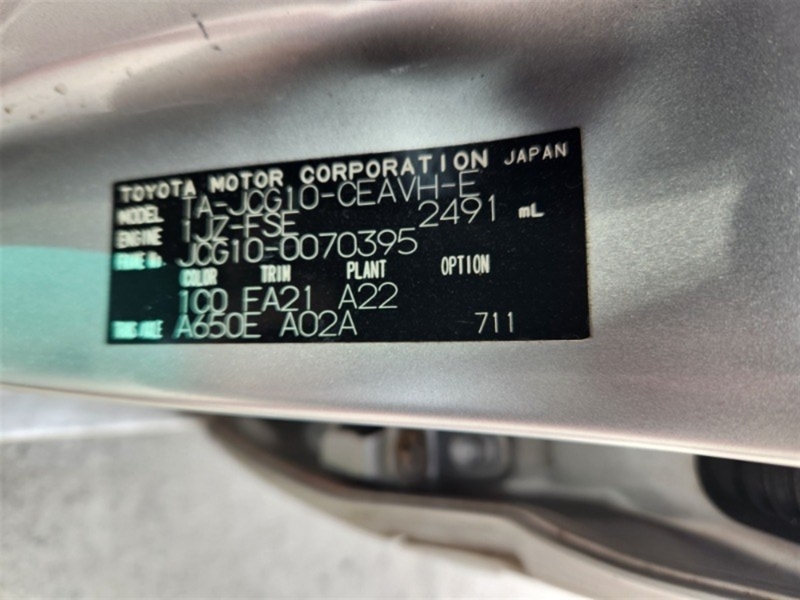 TOYOTA MOTOR CORPORATION JAPAN
MODEL TA-JCG10-CEAVH-E
ENGINE 1JZ-FSE 2491 mL
FRAME No. JCG10-0070395
COLOR TRIM PLANT OPTION
1C0 FA21 A22
TRANS/AXLE A650E A02A 711